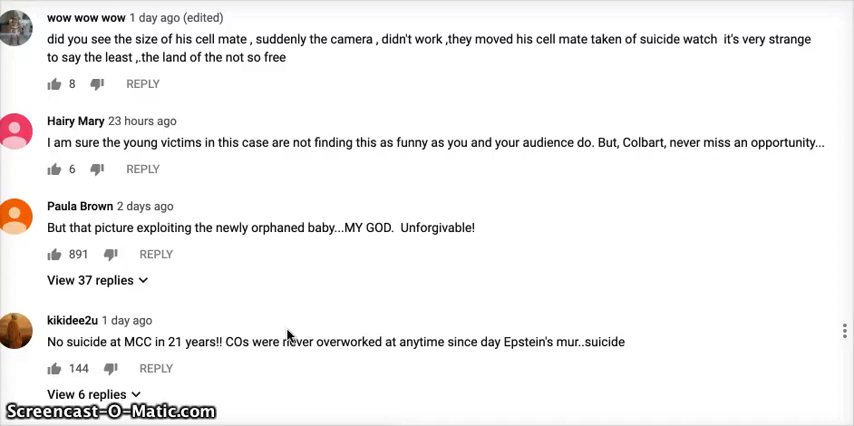 wow wow wow 1 day ago (edited)
did you see the size of his cell mate , suddenly the camera , didn't work ,they moved his cell mate taken of suicide watch it's very strange
to say the least ,.the land of the not so free
8 REPLY
Hairy Mary 23 hours ago
I am sure the young victims in this case are not finding this as funny as you and your audience do. But, Colbart, never miss an opportunity...
6 REPLY
Paula Brown 2 days ago
But that picture exploiting the newly orphaned baby...MY GOD. Unforgivable!
891 REPLY
View 37 replies
kikidee2u 1 day ago
No suicide at MCC in 21 years!! COs were never overworked at anytime since day Epstein's mur..suicide
144 REPLY
View 6 replies
Screencast-O-Matic.com